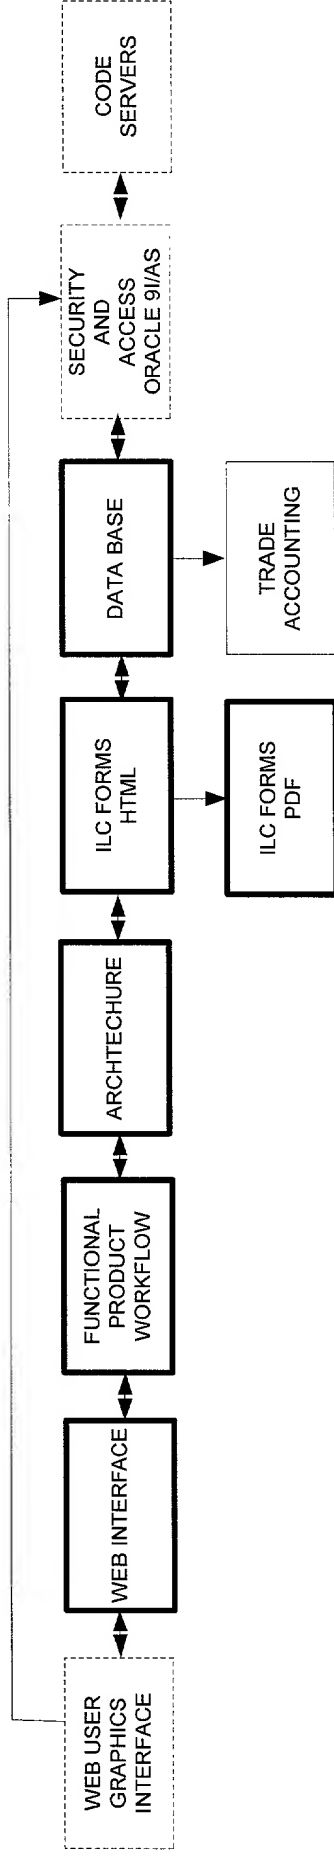 WEB USER
GRAPHICS
INTERFACE
WEB INTERFACE
FUNCTIONAL
PRODUCT
WORKFLOW
ARCHTECHURE
ILC FORMS
HTML
ILC FORMS
PDF
DATA BASE
TRADE
ACCOUNTING
SECURITY
AND
ACCESS
ORACLE 9I/AS
CODE
SERVERS